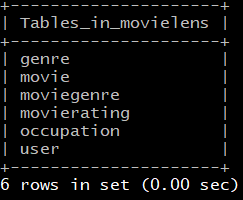 +----------------------+
| Tables_in_movielens |
+----------------------+
| genre |
| movie |
| moviegenre |
| movierating |
| occupation |
| user |
+----------------------+
6 rows in set (0.00 sec)